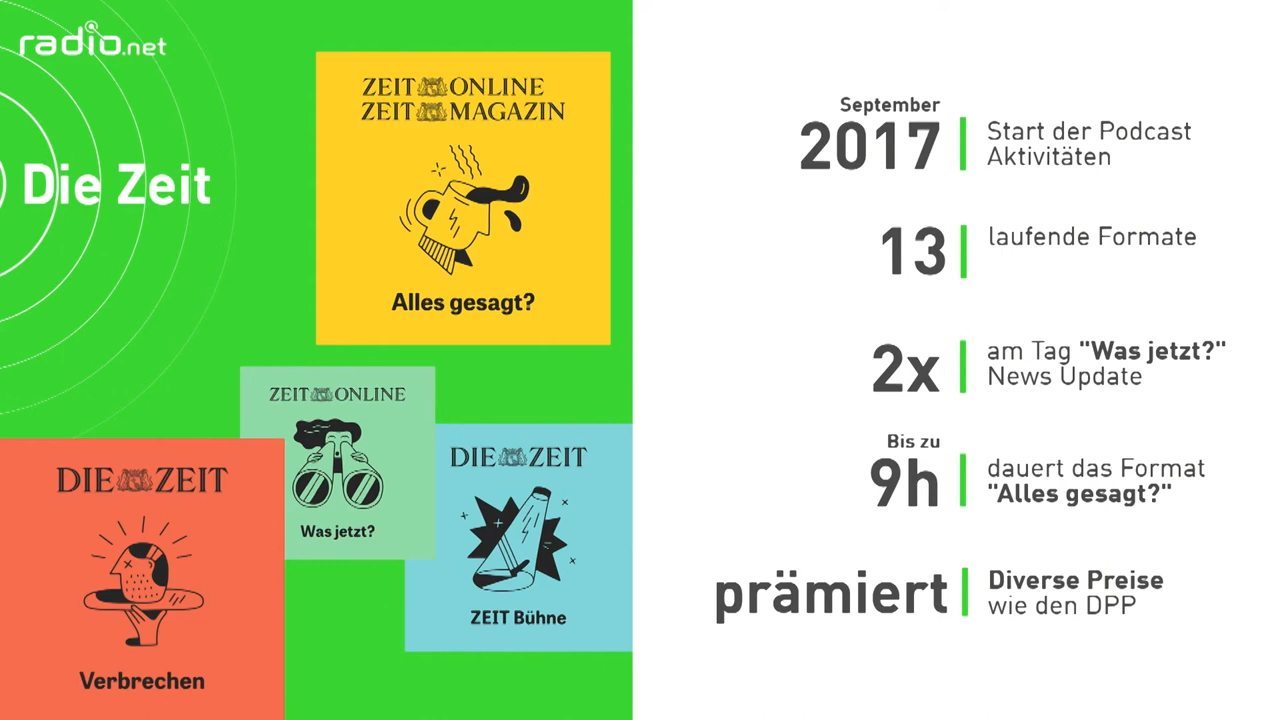 radio.net
Die Zeit
ZEIT ONLINE
ZEIT MAGAZIN
Alles gesagt?
ZEIT ONLINE
Was jetzt?
DIE ZEIT
ZEIT Bühne
DIE ZEIT
Verbrechen
September
2017
Start der Podcast
Aktivitäten
13
laufende Formate
2x
am Tag "Was jetzt?"
News Update
Bis zu
9h
dauert das Format
"Alles gesagt?"
prämiert
Diverse Preise
wie den DPP